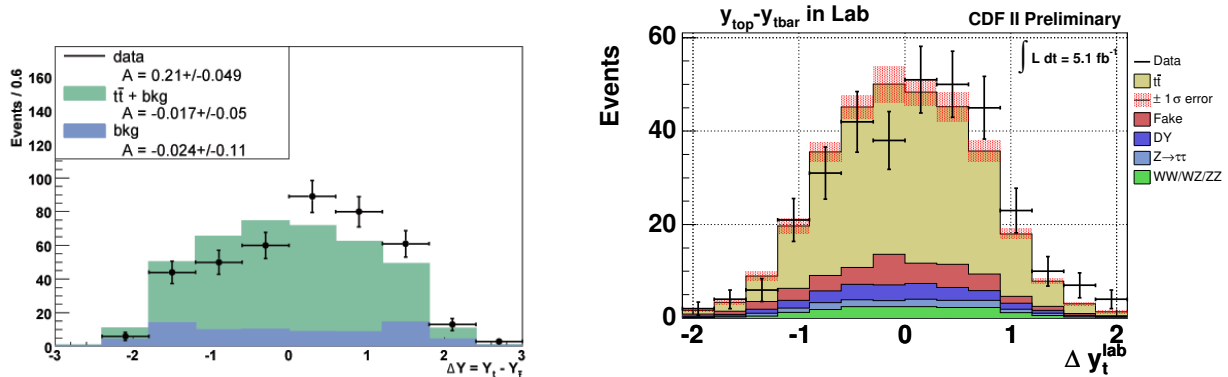 data
A = 0.21+/-0.049
tt̄ + bkg
A = -0.017+/-0.05
bkg
A = -0.024+/-0.11
Events / 0.6
160
140
120
100
80
60
40
20
0
-3 -2 -1 0 1 2 3
ΔY = Y_t - Y_t̄
y_top-y_tbar in Lab
CDF II Preliminary
∫ L dt = 5.1 fb⁻¹
Events
60
40
20
0
-2 -1 0 1 2
Δ y_t^lab
Data
tt̄
± 1σ error
Fake
DY
Z→ττ
WW/WZ/ZZ